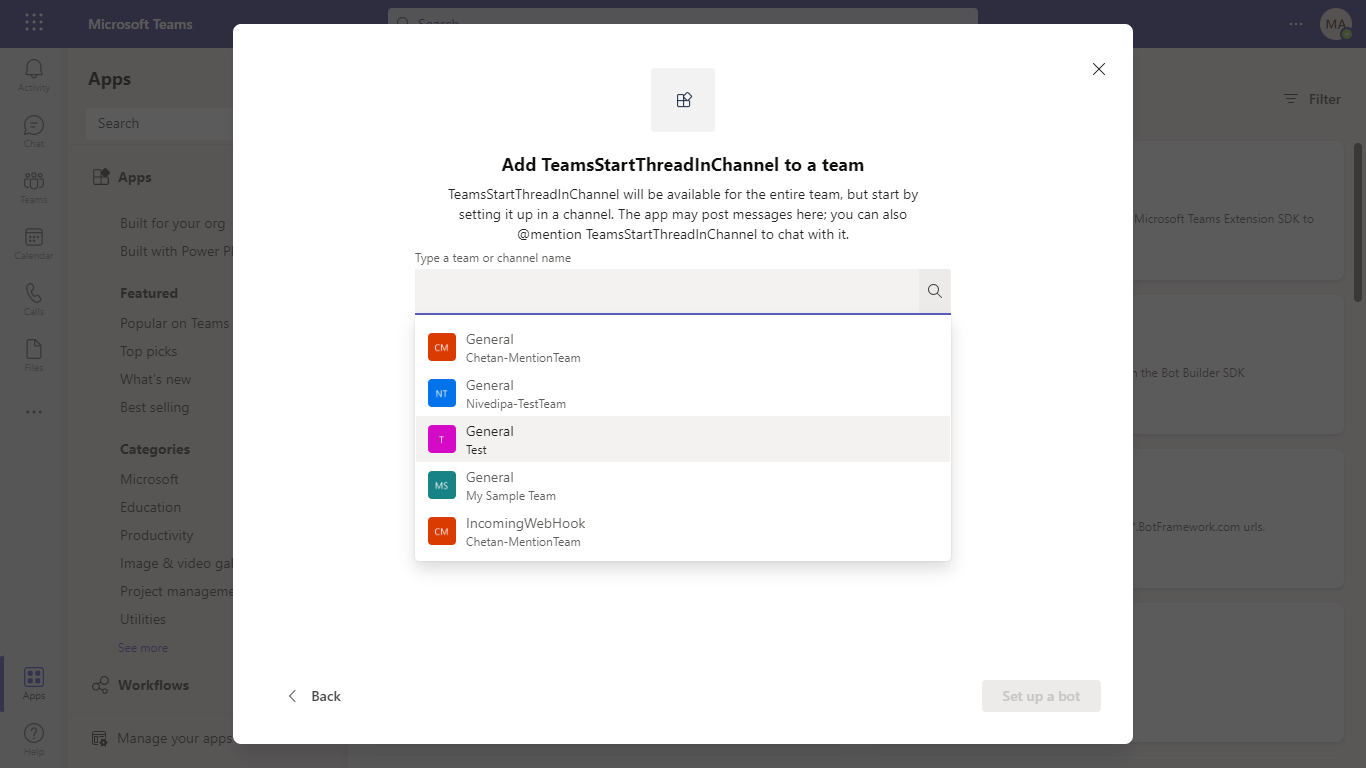 Microsoft Teams
Search
MA
Activity
Chat
Teams
Calendar
Calls
Files
Apps
Help
Apps
Search
Apps
Built for your org
Built with Power
Featured
Popular on Teams
Top picks
What's new
Best selling
Categories
Microsoft
Education
Productivity
Image & video
Project
Utilities
See more
Workflows
Manage your apps
Filter
Microsoft Teams Extension SDK to
the Bot Builder SDK
.BotFramework.com urls.
Add TeamsStartThreadInChannel to a team
TeamsStartThreadInChannel will be available for the entire team, but start by
setting it up in a channel. The app may post messages here; you can also
@mention TeamsStartThreadInChannel to chat with it.
Type a team or channel name
CM General
Chetan-MentionTeam
NT General
Nivedipa-TestTeam
T General
Test
MS General
My Sample Team
CM IncomingWebHook
Chetan-MentionTeam
Back
Set up a bot